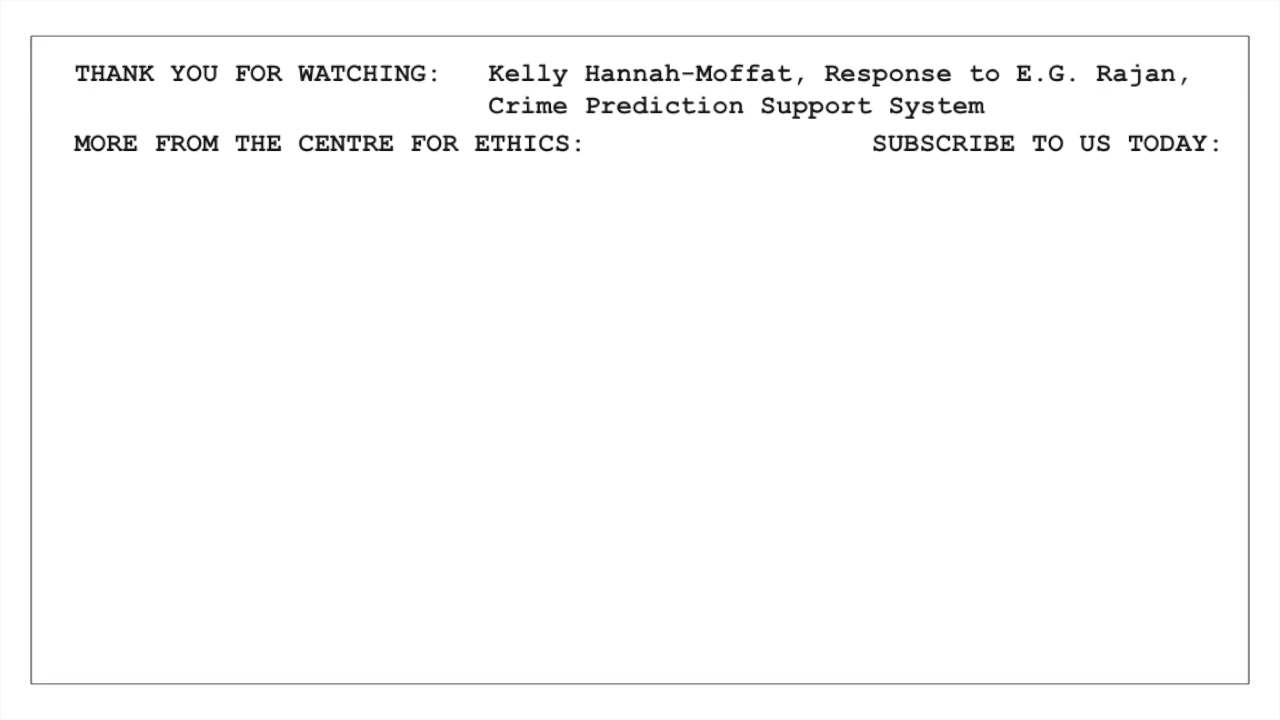 THANK YOU FOR WATCHING: Kelly Hannah-Moffat, Response to E.G. Rajan,
Crime Prediction Support System
MORE FROM THE CENTRE FOR ETHICS: SUBSCRIBE TO US TODAY: